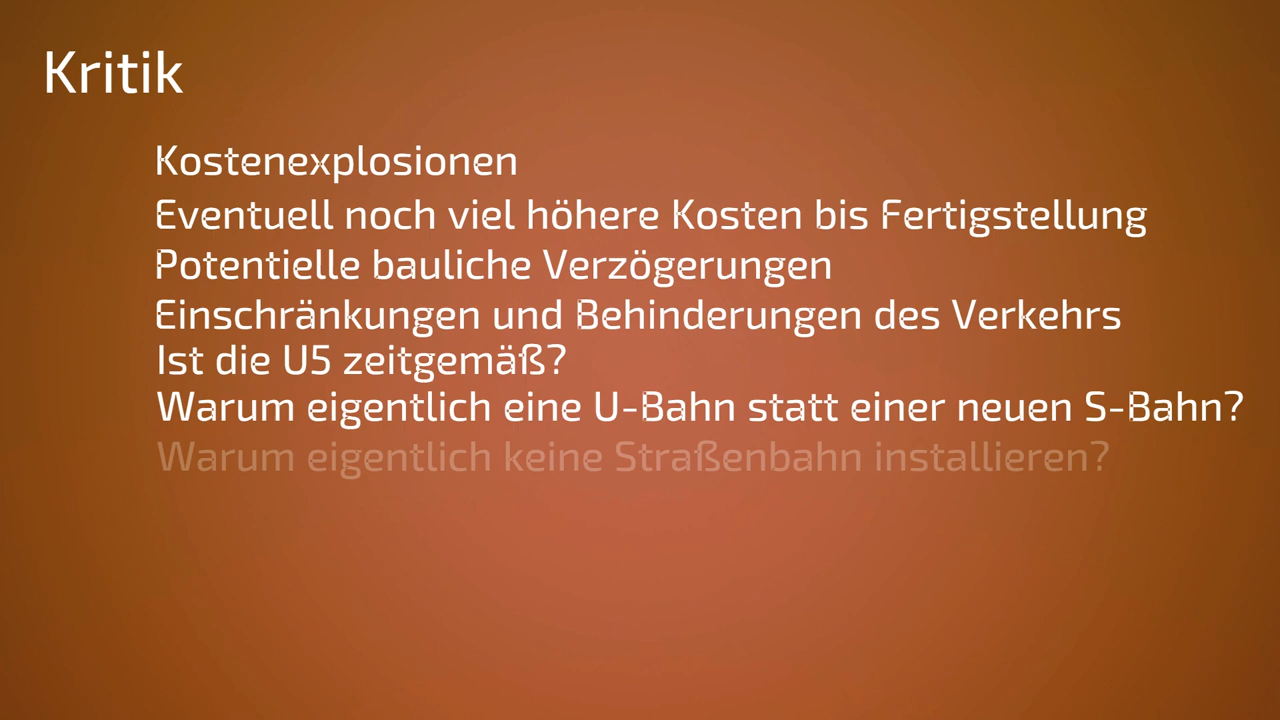 Kritik
Kostenexplosionen
Eventuell noch viel höhere Kosten bis Fertigstellung
Potentielle bauliche Verzögerungen
Einschränkungen und Behinderungen des Verkehrs
Ist die U5 zeitgemäß?
Warum eigentlich eine U-Bahn statt einer neuen S-Bahn?
Warum eigentlich keine Straßenbahn installieren?